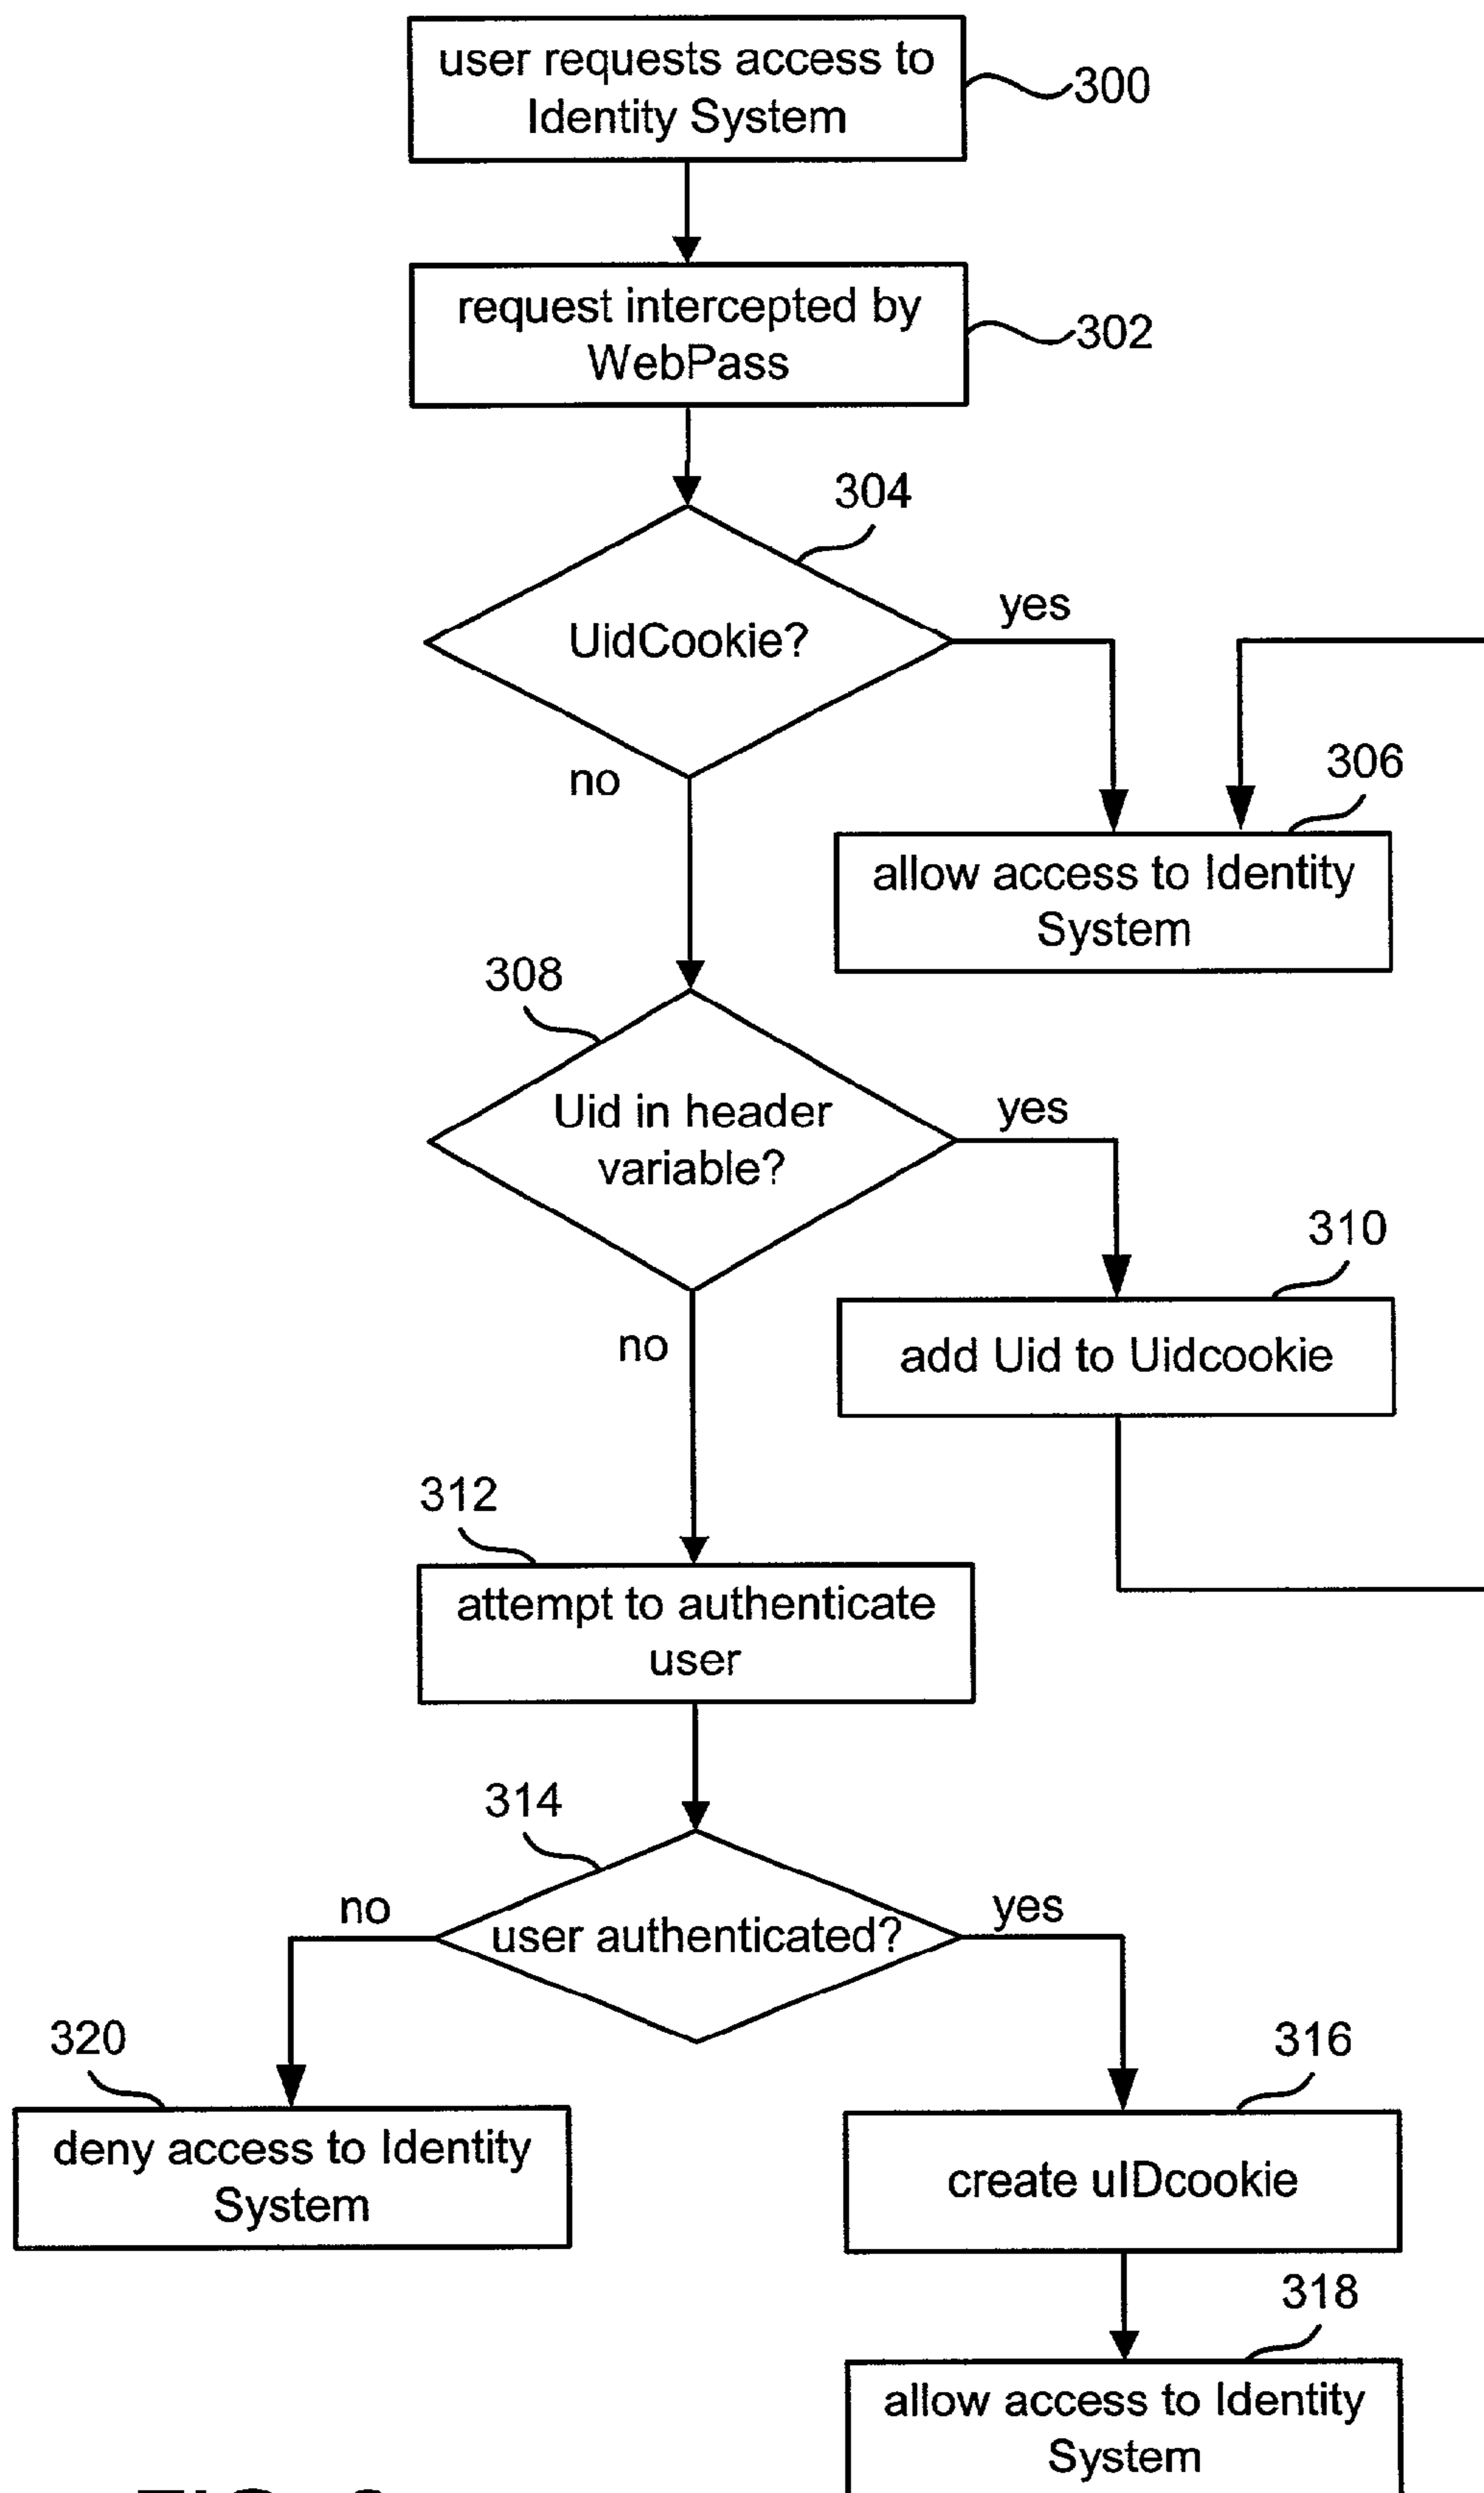 user requests access to
Identity System
300
request intercepted by
WebPass
302
304
UidCookie?
yes
no
306
allow access to Identity
System
308
Uid in header
variable?
yes
no
310
add Uid to Uidcookie
312
attempt to authenticate
user
314
user authenticated?
no
yes
320
deny access to Identity
System
316
create uIDcookie
318
allow access to Identity
System